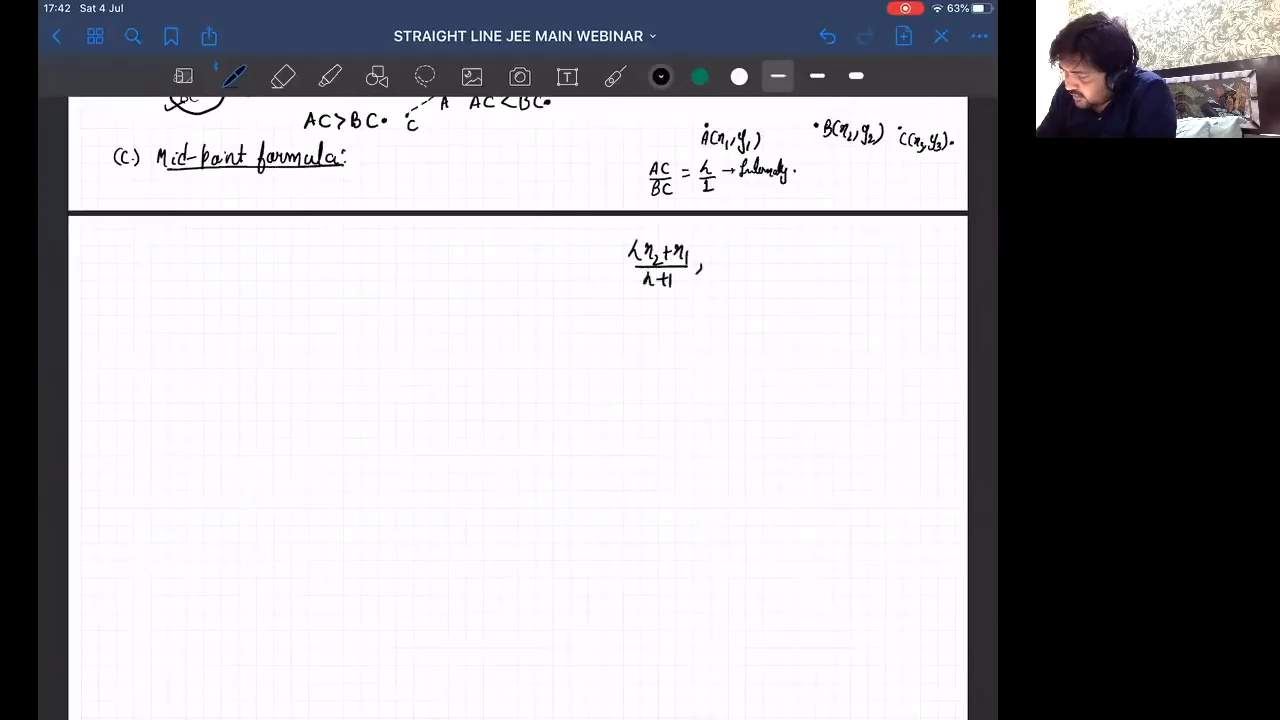 17:42 Sat 4 Jul 63%
STRAIGHT LINE JEE MAIN WEBINAR
A AC < BC.
AC > BC. C
(C.) Mid-point formula:
A(x₁, y₁) B(x₂, y₂) C(x₃, y₃).
AC/BC = λ/1 → Internally.
(λx₂+x₁)/(λ+1) ,
T